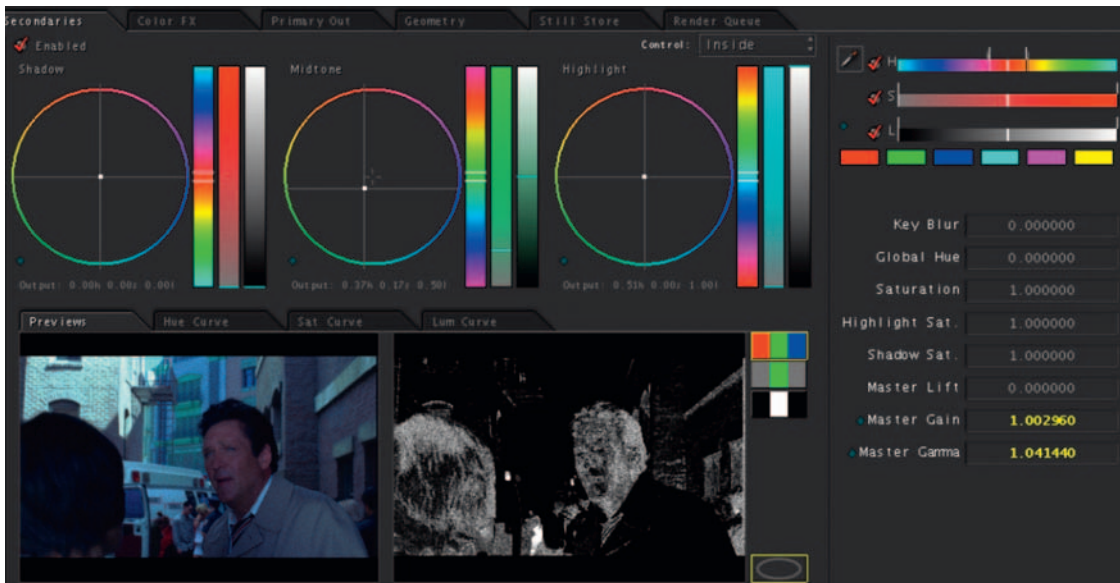 Secondaries Color FX Primary Out Geometry Still Store Render Queue
Enabled
Control: Inside
Shadow Midtone Highlight
H
S
L
Output: 0.00h 0.00s 0.00l Output: 0.37h 0.17s 0.50l Output: 0.51h 0.00s 1.00l
Key Blur 0.000000
Global Hue 0.000000
Saturation 1.000000
Highlight Sat. 1.000000
Shadow Sat. 1.000000
Master Lift 0.000000
Master Gain 1.002960
Master Gamma 1.041440
Previews Hue Curve Sat Curve Lum Curve